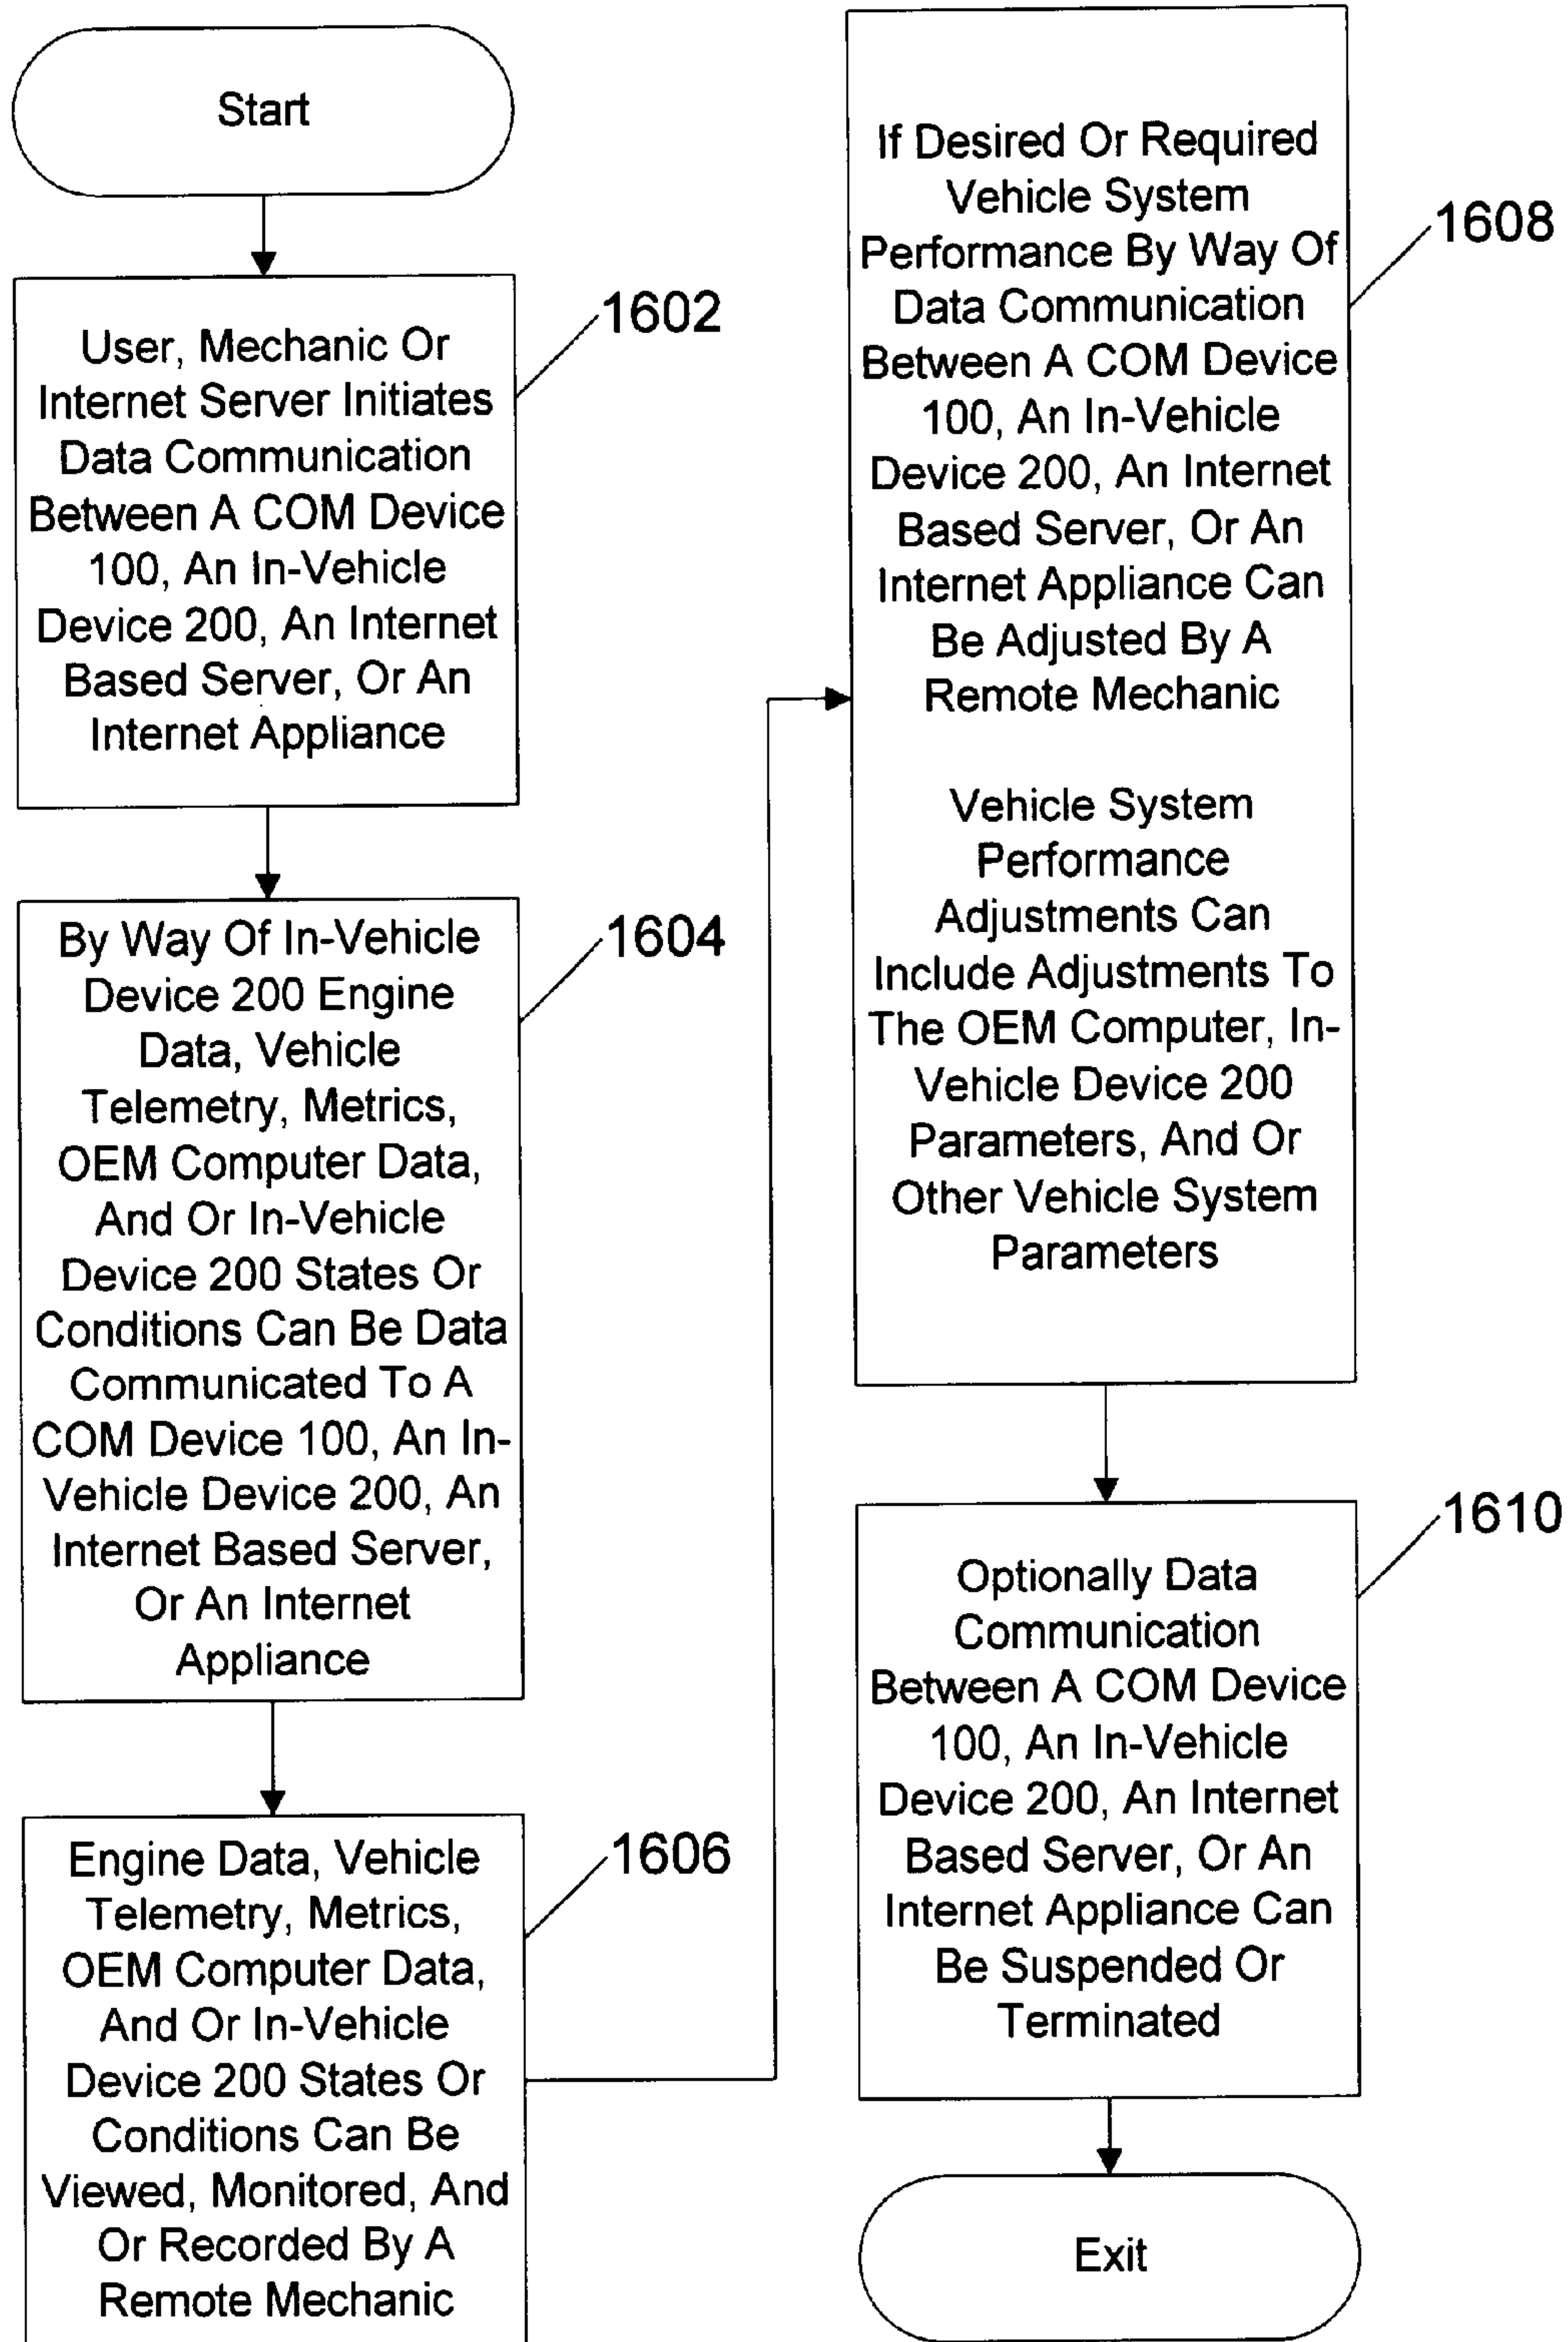 Start
User, Mechanic Or
Internet Server Initiates
Data Communication
Between A COM Device
100, An In-Vehicle
Device 200, An Internet
Based Server, Or An
Internet Appliance
1602
By Way Of In-Vehicle
Device 200 Engine
Data, Vehicle
Telemetry, Metrics,
OEM Computer Data,
And Or In-Vehicle
Device 200 States Or
Conditions Can Be Data
Communicated To A
COM Device 100, An In-
Vehicle Device 200, An
Internet Based Server,
Or An Internet
Appliance
1604
Engine Data, Vehicle
Telemetry, Metrics,
OEM Computer Data,
And Or In-Vehicle
Device 200 States Or
Conditions Can Be
Viewed, Monitored, And
Or Recorded By A
Remote Mechanic
1606
If Desired Or Required
Vehicle System
Performance By Way Of
Data Communication
Between A COM Device
100, An In-Vehicle
Device 200, An Internet
Based Server, Or An
Internet Appliance Can
Be Adjusted By A
Remote Mechanic
Vehicle System
Performance
Adjustments Can
Include Adjustments To
The OEM Computer, In-
Vehicle Device 200
Parameters, And Or
Other Vehicle System
Parameters
1608
Optionally Data
Communication
Between A COM Device
100, An In-Vehicle
Device 200, An Internet
Based Server, Or An
Internet Appliance Can
Be Suspended Or
Terminated
1610
Exit